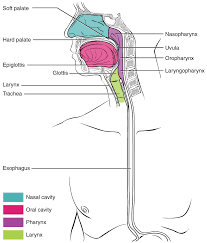 Soft palate
Hard palate
Epiglottis
Glottis
Larynx
Trachea
Esophagus
Nasopharynx
Uvula
Oropharynx
Laryngopharynx
Nasal cavity
Oral cavity
Pharynx
Larynx